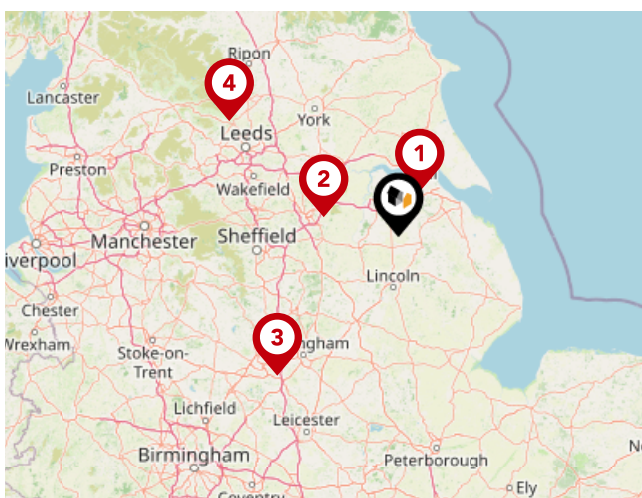 Ripon
4
Lancaster
York
Leeds
1
Preston
Wakefield
2
Manchester
Sheffield
iverpool
Lincoln
Chester
3
Wrexham
ngham
Stoke-on-
Trent
Lichfield
Leicester
Birmingham
Peterborough
Coventry
Ely